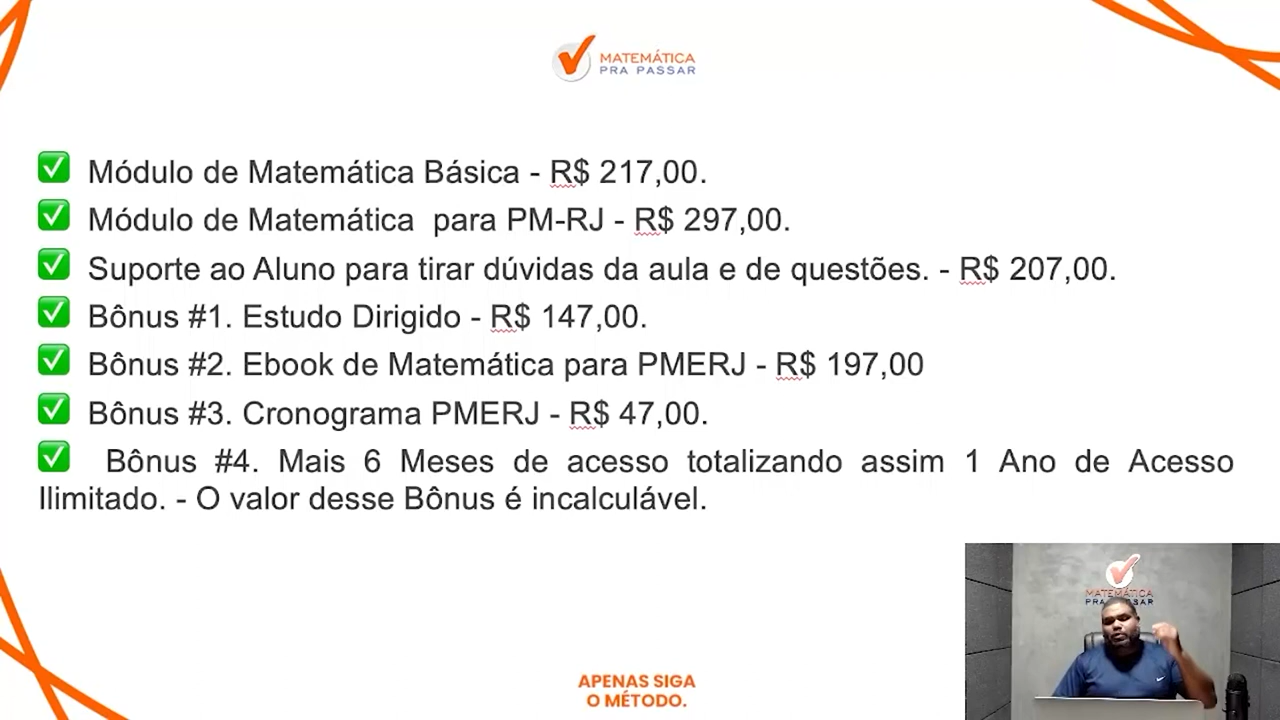 MATEMÁTICA
PRA PASSAR
✅ Módulo de Matemática Básica - R$ 217,00.
✅ Módulo de Matemática para PM-RJ - R$ 297,00.
✅ Suporte ao Aluno para tirar dúvidas da aula e de questões. - R$ 207,00.
✅ Bônus #1. Estudo Dirigido - R$ 147,00.
✅ Bônus #2. Ebook de Matemática para PMERJ - R$ 197,00
✅ Bônus #3. Cronograma PMERJ - R$ 47,00.
✅ Bônus #4. Mais 6 Meses de acesso totalizando assim 1 Ano de Acesso
Ilimitado. - O valor desse Bônus é incalculável.
MATEMÁTICA
PRA PASSAR
APENAS SIGA
O MÉTODO.